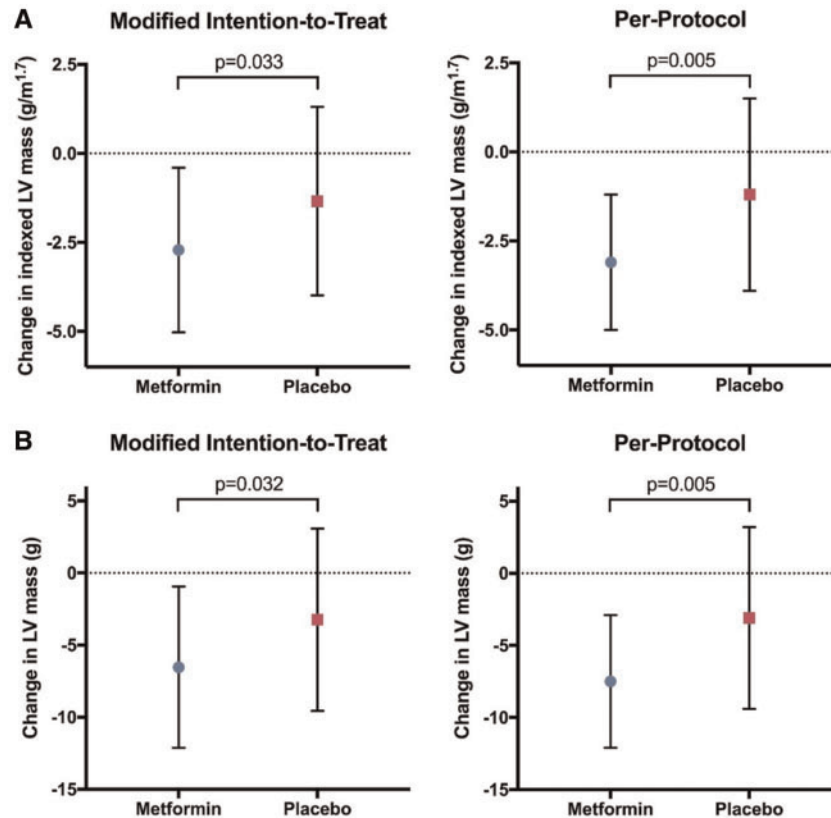 A
Modified Intention-to-Treat
Per-Protocol
p=0.033
p=0.005
Change in indexed LV mass (g/m1.7)
2.5
0.0
-2.5
-5.0
Metformin
Placebo
Change in indexed LV mass (g/m1.7)
2.5
0.0
-2.5
-5.0
Metformin
Placebo
B
Modified Intention-to-Treat
Per-Protocol
p=0.032
p=0.005
Change in LV mass (g)
5
0
-5
-10
-15
Metformin
Placebo
Change in LV mass (g)
5
0
-5
-10
-15
Metformin
Placebo